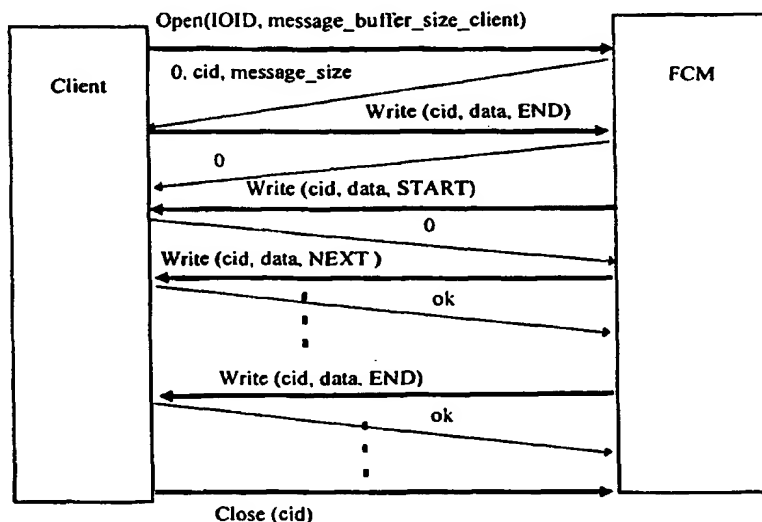 Open(IOID, message_buffer_size_client)
Client
FCM
0, cid, message_size
Write (cid, data, END)
0
Write (cid, data, START)
0
Write (cid, data, NEXT )
ok
Write (cid, data, END)
ok
Close (cid)